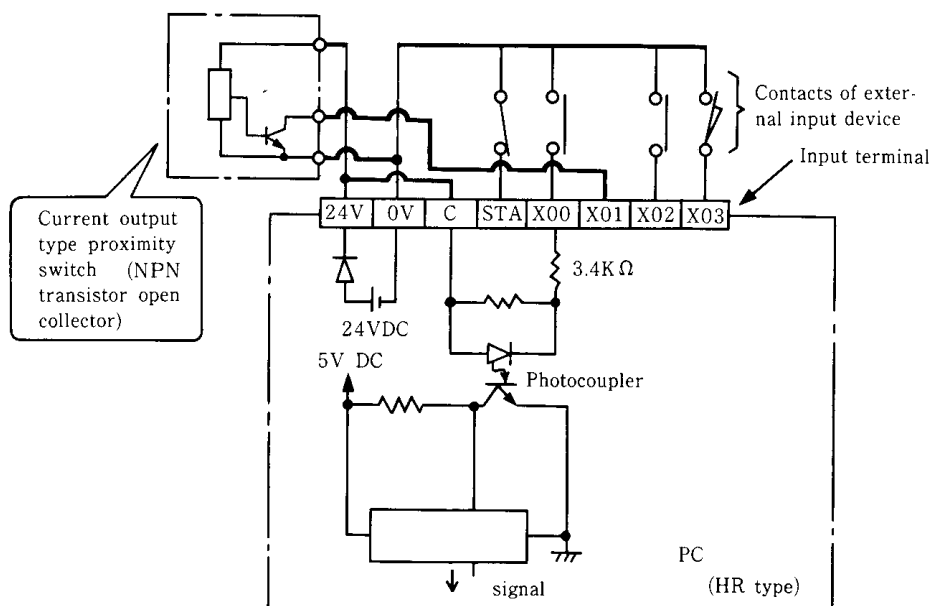 Contacts of exter-
nal input device
Input terminal
Current output
type proximity
switch (NPN
transistor open
collector)
24V 0V C STA X00 X01 X02 X03
3.4KΩ
24VDC
5V DC
Photocoupler
PC
(HR type)
signal